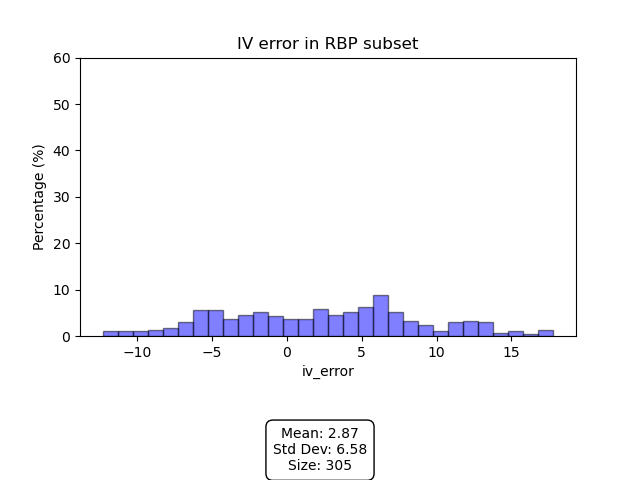 IV error in RBP subset
60
50
40
30
20
10
0
Percentage (%)
−10
−5
0
5
10
15
iv_error
Mean: 2.87
Std Dev: 6.58
Size: 305